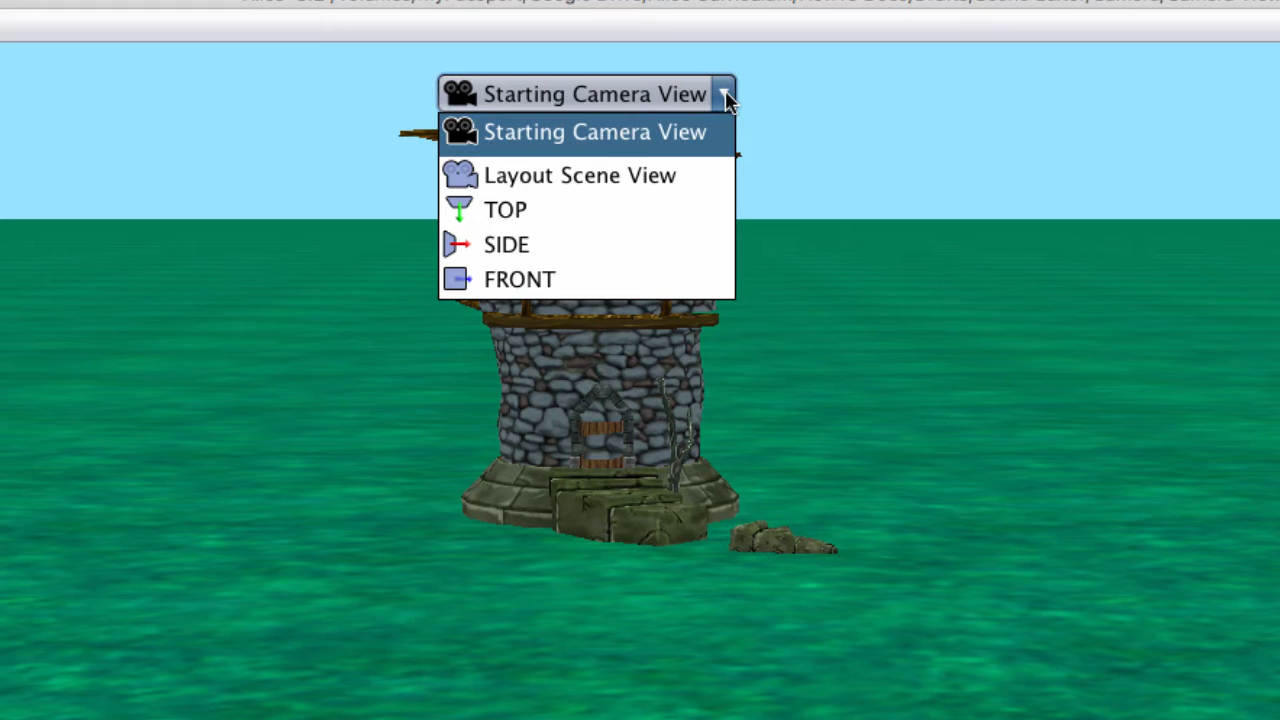 Starting Camera View
Starting Camera View
Layout Scene View
TOP
SIDE
FRONT